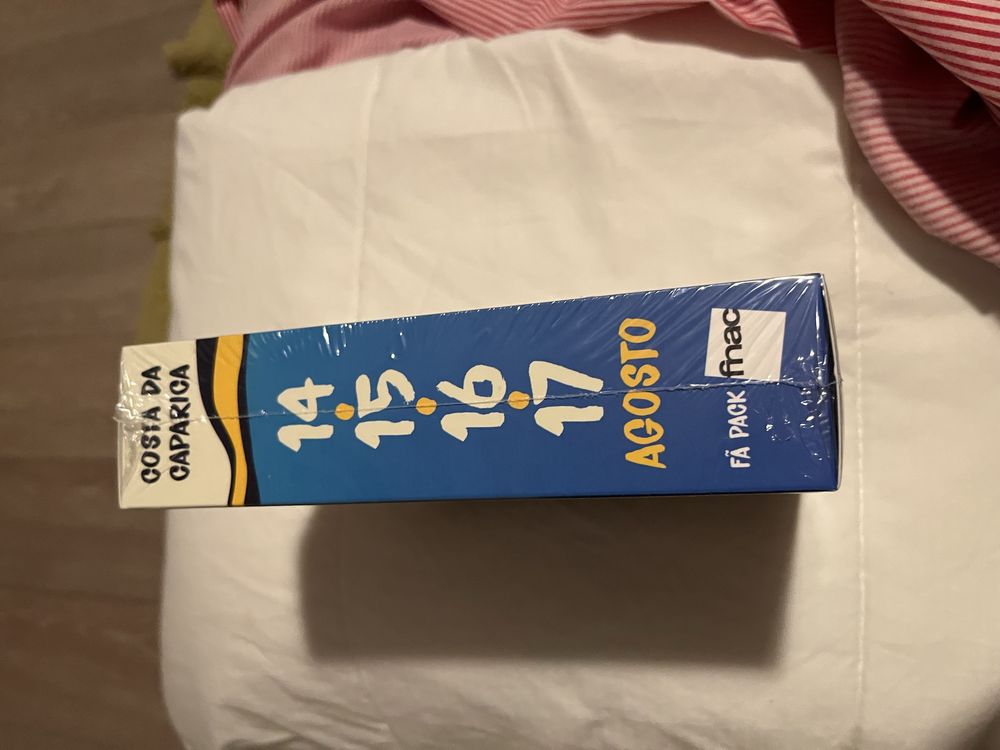 COSTA DA
CAPARICA
14
15
16
17
AGOSTO
FÃ PACK fnac